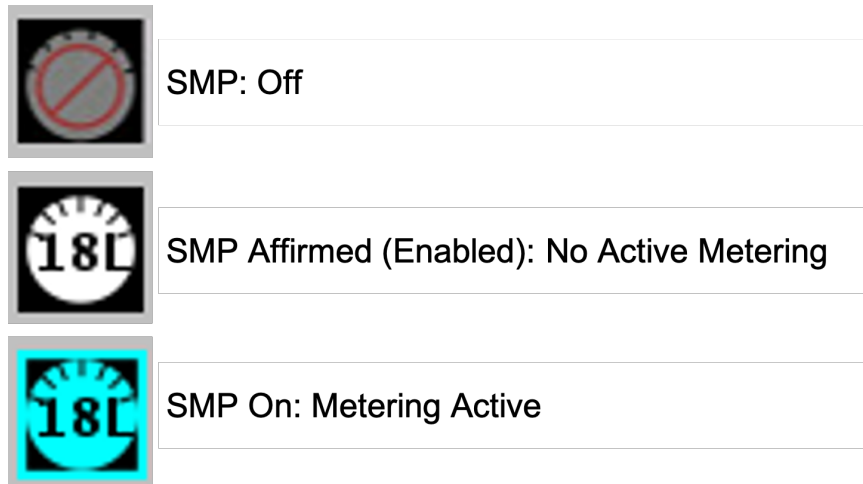 SMP: Off
18L
SMP Affirmed (Enabled): No Active Metering
18L
SMP On: Metering Active